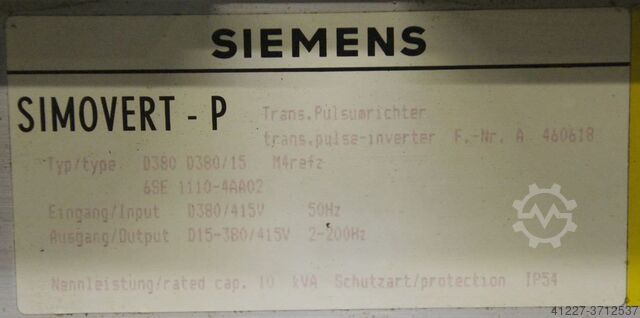 SIEMENS
SIMOVERT - P
Trans.Pulsumrichter
trans.pulse-inverter F.-Nr. A 460618
Typ/type D380 D380/15 M4refz
6SE 1110-4AA02
Eingang/Input D380/415V 50Hz
Ausgang/Output D15-380/415V 2-200Hz
Nennleistung/rated cap. 10 kVA Schutzart/protection IP54
41227-3712537